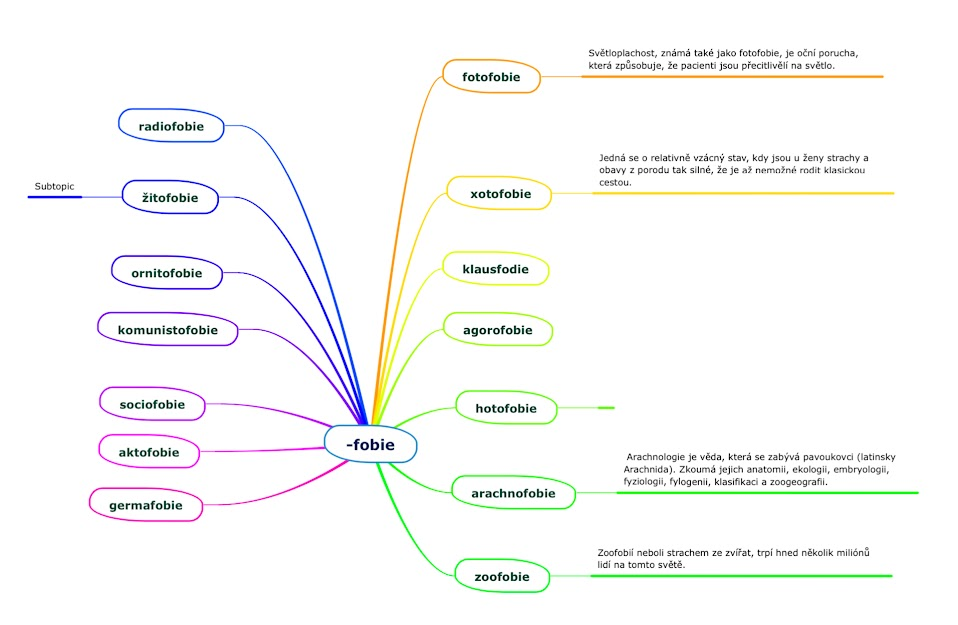 Světloplachost, známá také jako fotofobie, je oční porucha,
která způsobuje, že pacienti jsou přecitlivělí na světlo.
fotofobie
radiofobie
Jedná se o relativně vzácný stav, kdy jsou u ženy strachy a
obavy z porodu tak silné, že je až nemožné rodit klasickou
cestou.
Subtopic
žitofobie
xotofobie
ornitofobie
klausfodie
komunistofobie
agorofobie
sociofobie
hotofobie
-fobie
aktofobie
Arachnologie je věda, která se zabývá pavoukovci (latinsky
Arachnida). Zkoumá jejich anatomii, ekologii, embryologii,
fyziologii, fylogenii, klasifikaci a zoogeografii.
arachnofobie
germafobie
Zoofobií neboli strachem ze zvířat, trpí hned několik miliónů
lidí na tomto světě.
zoofobie